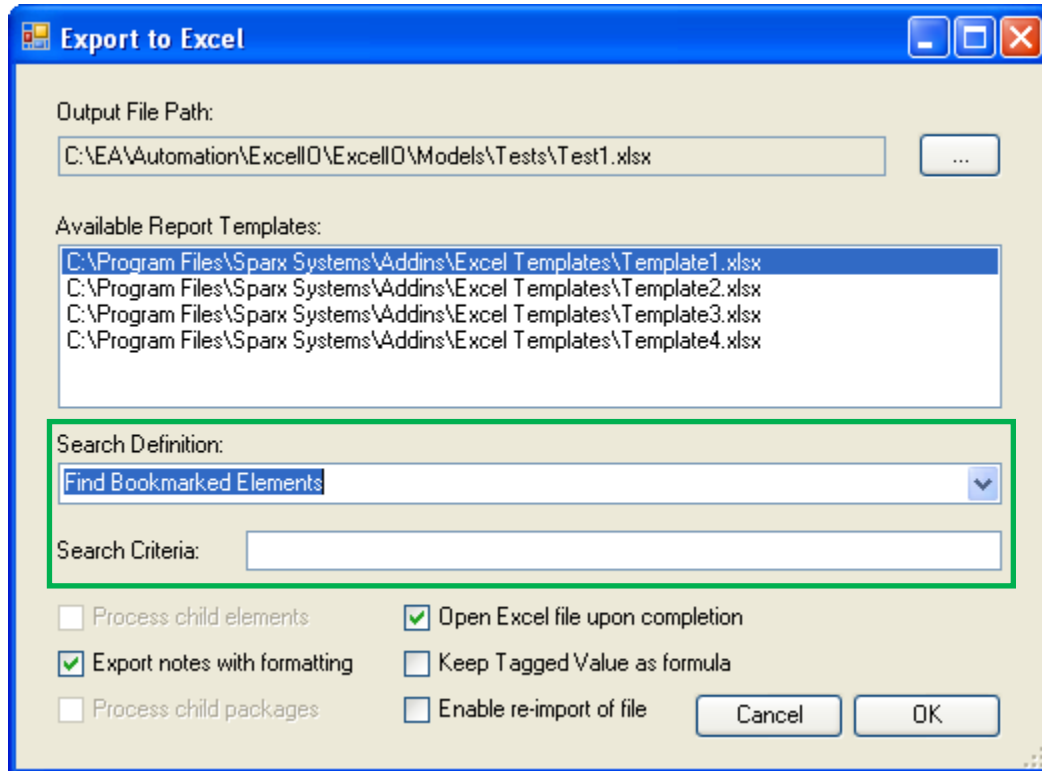 Export to Excel
Output File Path:
C:\EA\Automation\ExcelIO\ExcelIO\Models\Tests\Test1.xlsx
...
Available Report Templates:
C:\Program Files\Sparx Systems\Addins\Excel Templates\Template1.xlsx
C:\Program Files\Sparx Systems\Addins\Excel Templates\Template2.xlsx
C:\Program Files\Sparx Systems\Addins\Excel Templates\Template3.xlsx
C:\Program Files\Sparx Systems\Addins\Excel Templates\Template4.xlsx
Search Definition:
Find Bookmarked Elements
Search Criteria:
Process child elements
Open Excel file upon completion
Export notes with formatting
Keep Tagged Value as formula
Process child packages
Enable re-import of file
Cancel
OK